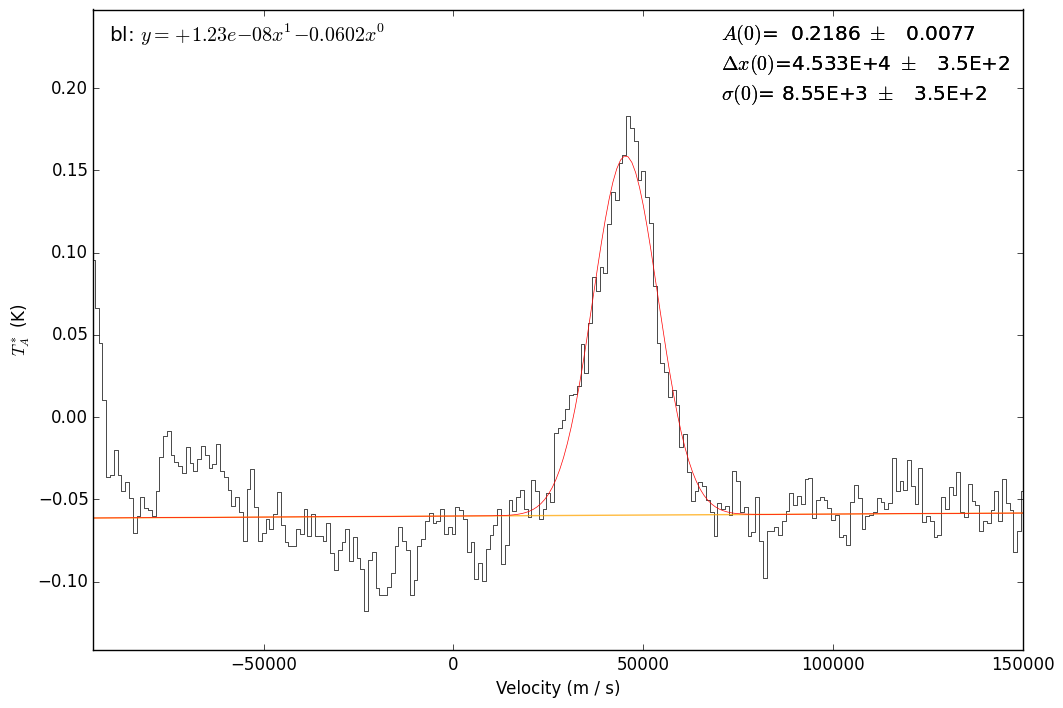 bl: y = +1.23e−08x¹ −0.0602x⁰
A(0)= 0.2186 ± 0.0077
Δx(0)=4.533E+4 ± 3.5E+2
σ(0)= 8.55E+3 ± 3.5E+2
0.20
0.15
0.10
0.05
0.00
−0.05
−0.10
T*A (K)
−50000 0 50000 100000 150000
Velocity (m / s)